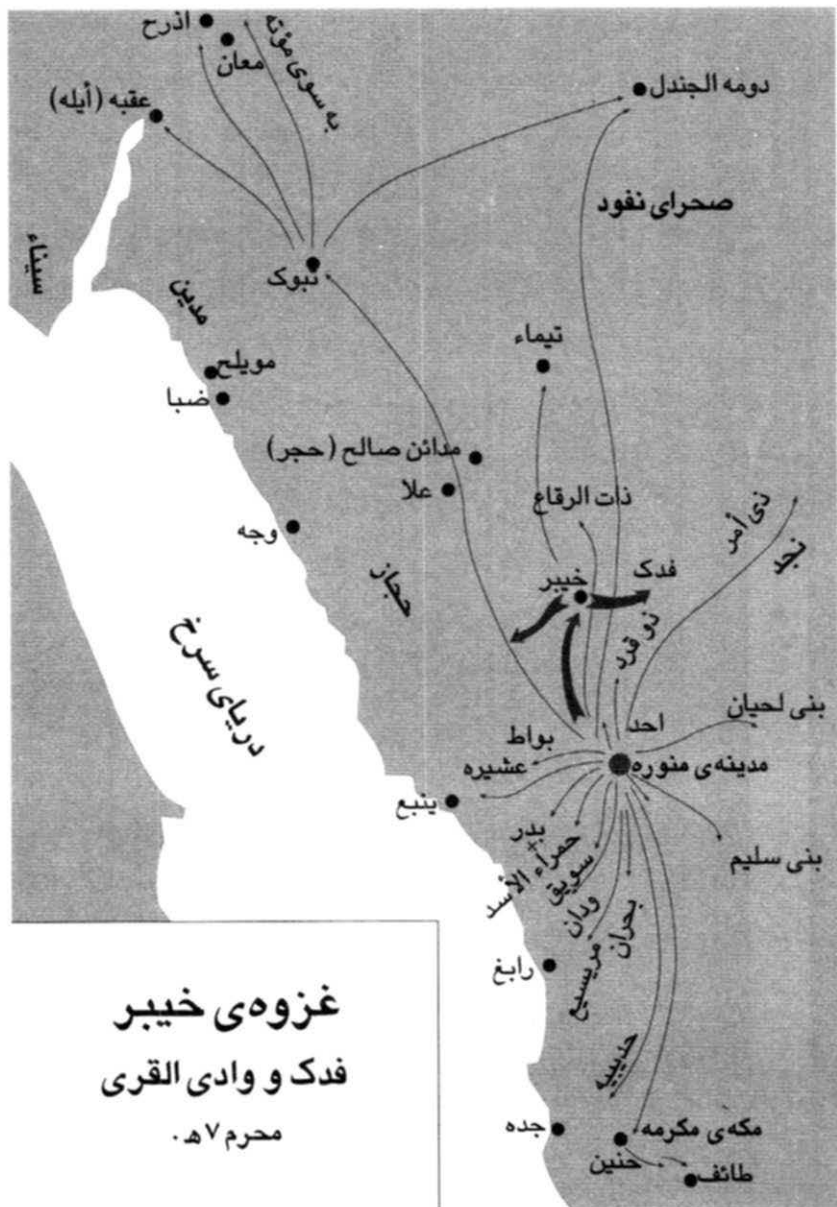 اذرح
معان
به سوی مؤته
عقبه (أیله)
دومه الجندل
صحرای نفود
سیناء
تبوک
مدین
مویلح
ضبا
تیماء
مدائن صالح (حجر)
علا
ذات الرقاع
وجه
حجاز
خیبر
فدک
ذی أمر
نجد
ذو قرد
دریای سرخ
احد
بنی لحیان
بواط
عشیره
مدینه‌ی منوره
ینبع
بدر
حمراء الأسد
سویق
ودان
بحران
بنی سلیم
مریسیع
رابغ
حدیبیه
جده
مکه‌ی مکرمه
حنین
طائف
غزوه‌ی خیبر
فدک و وادی القری
محرم ۷ هـ.